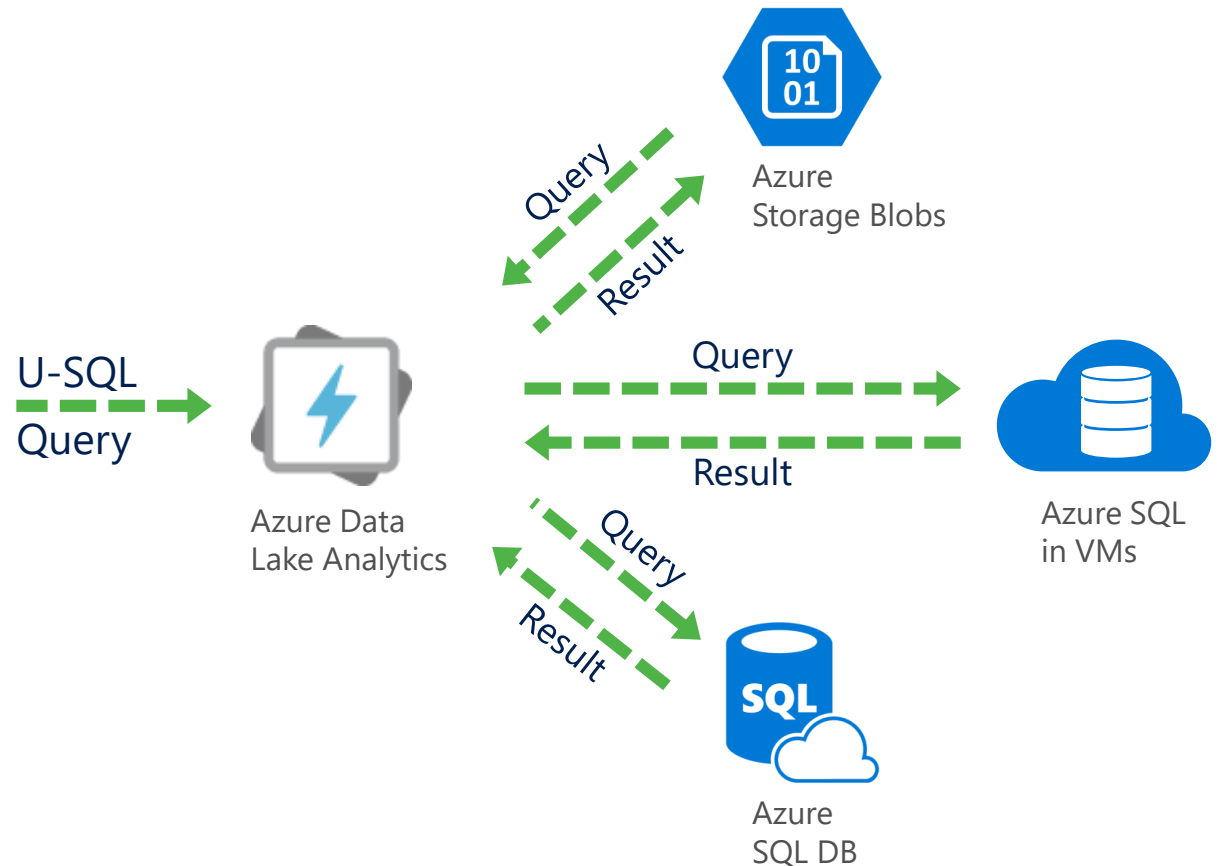 10
01
Azure
Storage Blobs
Query
Result
U-SQL
Query
Azure Data
Lake Analytics
Query
Result
Azure SQL
in VMs
Query
Result
SQL
Azure
SQL DB